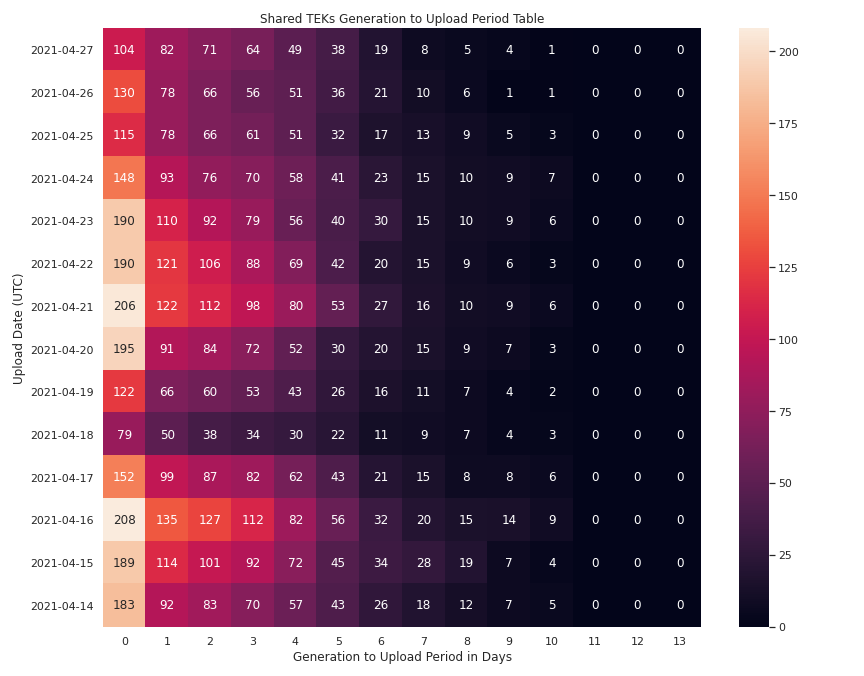 Shared TEKs Generation to Upload Period Table
Upload Date (UTC)
2021-04-27 104 82 71 64 49 38 19 8 5 4 1 0 0 0
2021-04-26 130 78 66 56 51 36 21 10 6 1 1 0 0 0
2021-04-25 115 78 66 61 51 32 17 13 9 5 3 0 0 0
2021-04-24 148 93 76 70 58 41 23 15 10 9 7 0 0 0
2021-04-23 190 110 92 79 56 40 30 15 10 9 6 0 0 0
2021-04-22 190 121 106 88 69 42 20 15 9 6 3 0 0 0
2021-04-21 206 122 112 98 80 53 27 16 10 9 6 0 0 0
2021-04-20 195 91 84 72 52 30 20 15 9 7 3 0 0 0
2021-04-19 122 66 60 53 43 26 16 11 7 4 2 0 0 0
2021-04-18 79 50 38 34 30 22 11 9 7 4 3 0 0 0
2021-04-17 152 99 87 82 62 43 21 15 8 8 6 0 0 0
2021-04-16 208 135 127 112 82 56 32 20 15 14 9 0 0 0
2021-04-15 189 114 101 92 72 45 34 28 19 7 4 0 0 0
2021-04-14 183 92 83 70 57 43 26 18 12 7 5 0 0 0
0 1 2 3 4 5 6 7 8 9 10 11 12 13
Generation to Upload Period in Days
200
175
150
125
100
75
50
25
0